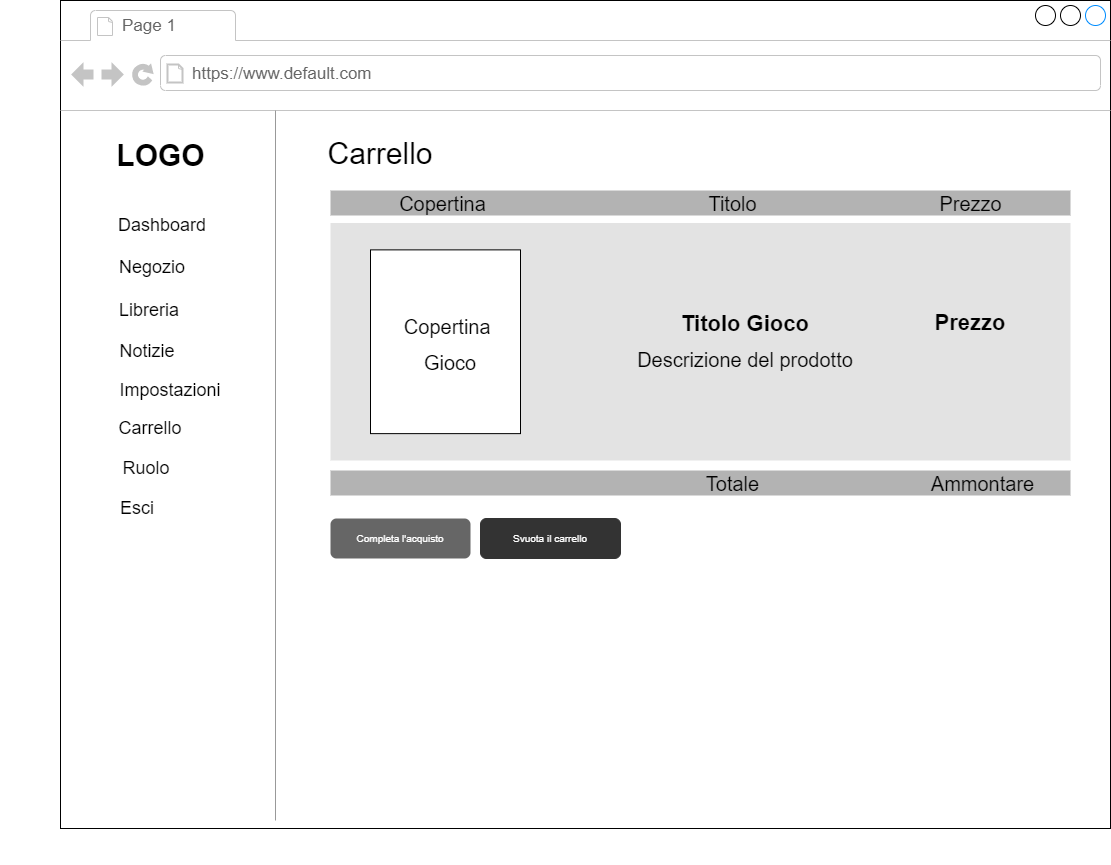 Page 1
https://www.default.com
LOGO
Dashboard
Negozio
Libreria
Notizie
Impostazioni
Carrello
Ruolo
Esci
Carrello
Copertina Titolo Prezzo
Copertina
Gioco
Titolo Gioco
Descrizione del prodotto
Prezzo
Totale Ammontare
Completa l'acquisto Svuota il carrello